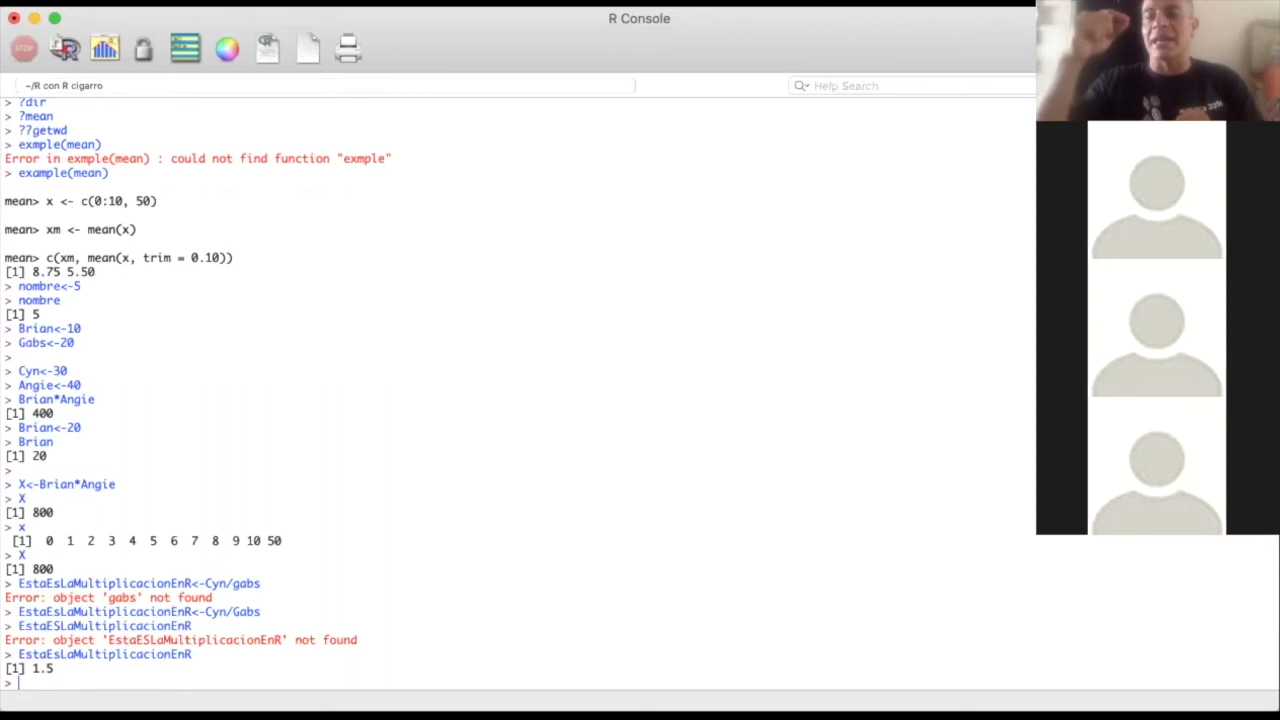 R Console
STOP
~/R con R cigarro
Help Search
> ?dir
> ?mean
> ??getwd
> exmple(mean)
Error in exmple(mean) : could not find function "exmple"
> example(mean)
mean> x <- c(0:10, 50)
mean> xm <- mean(x)
mean> c(xm, mean(x, trim = 0.10))
[1] 8.75 5.50
> nombre<-5
> nombre
[1] 5
> Brian<-10
> Gabs<-20
>
> Cyn<-30
> Angie<-40
> Brian*Angie
[1] 400
> Brian<-20
> Brian
[1] 20
>
> X<-Brian*Angie
> X
[1] 800
> x
[1] 0 1 2 3 4 5 6 7 8 9 10 50
> X
[1] 800
> EstaEsLaMultiplicacionEnR<-Cyn/gabs
Error: object 'gabs' not found
> EstaEsLaMultiplicacionEnR<-Cyn/Gabs
> EstaESLaMultiplicacionEnR
Error: object 'EstaESLaMultiplicacionEnR' not found
> EstaEsLaMultiplicacionEnR
[1] 1.5
>